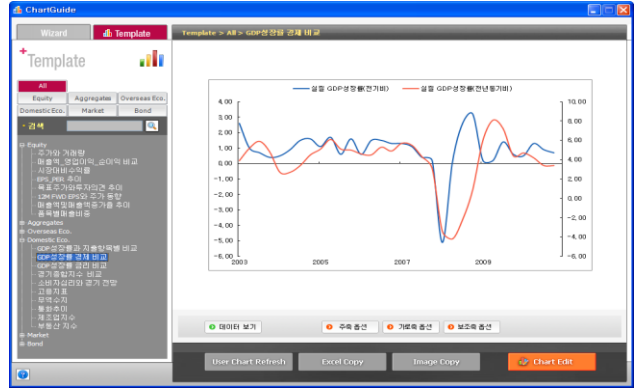 ChartGuide
Wizard
Template
Template > All > GDP성장률 경제 비교
Template
All
Equity
Aggregates
Overseas Eco.
Domestic Eco.
Market
Bond
검색
Equity
주가와 거래량
매출액_영업이익_순이익 비교
시장대비수익률
EPS_PER 추이
목표주가와투자의견 추이
12M FWD EPS와 주가 동향
매출액및매출액증가율 추이
품목별매출비중
Aggregates
Overseas Eco.
Domestic Eco.
GDP성장률과 지출항목별 비교
GDP성장률 경제 비교
GDP성장률 금리 비교
경기종합지수 비교
소비자심리와 경기 전망
고용지표
무역수지
통화추이
제조업지수
부동산 지수
Market
Bond
실질 GDP성장률(전기비)
실질 GDP성장률(전년동기비)
4.00
3.00
2.00
1.00
0.00
-1.00
-2.00
-3.00
-4.00
-5.00
-6.00
10.00
8.00
6.00
4.00
2.00
0.00
-2.00
-4.00
-6.00
2003
2005
2007
2009
데이터 보기
주축 옵션
가로축 옵션
보조축 옵션
User Chart Refresh
Excel Copy
Image Copy
Chart Edit